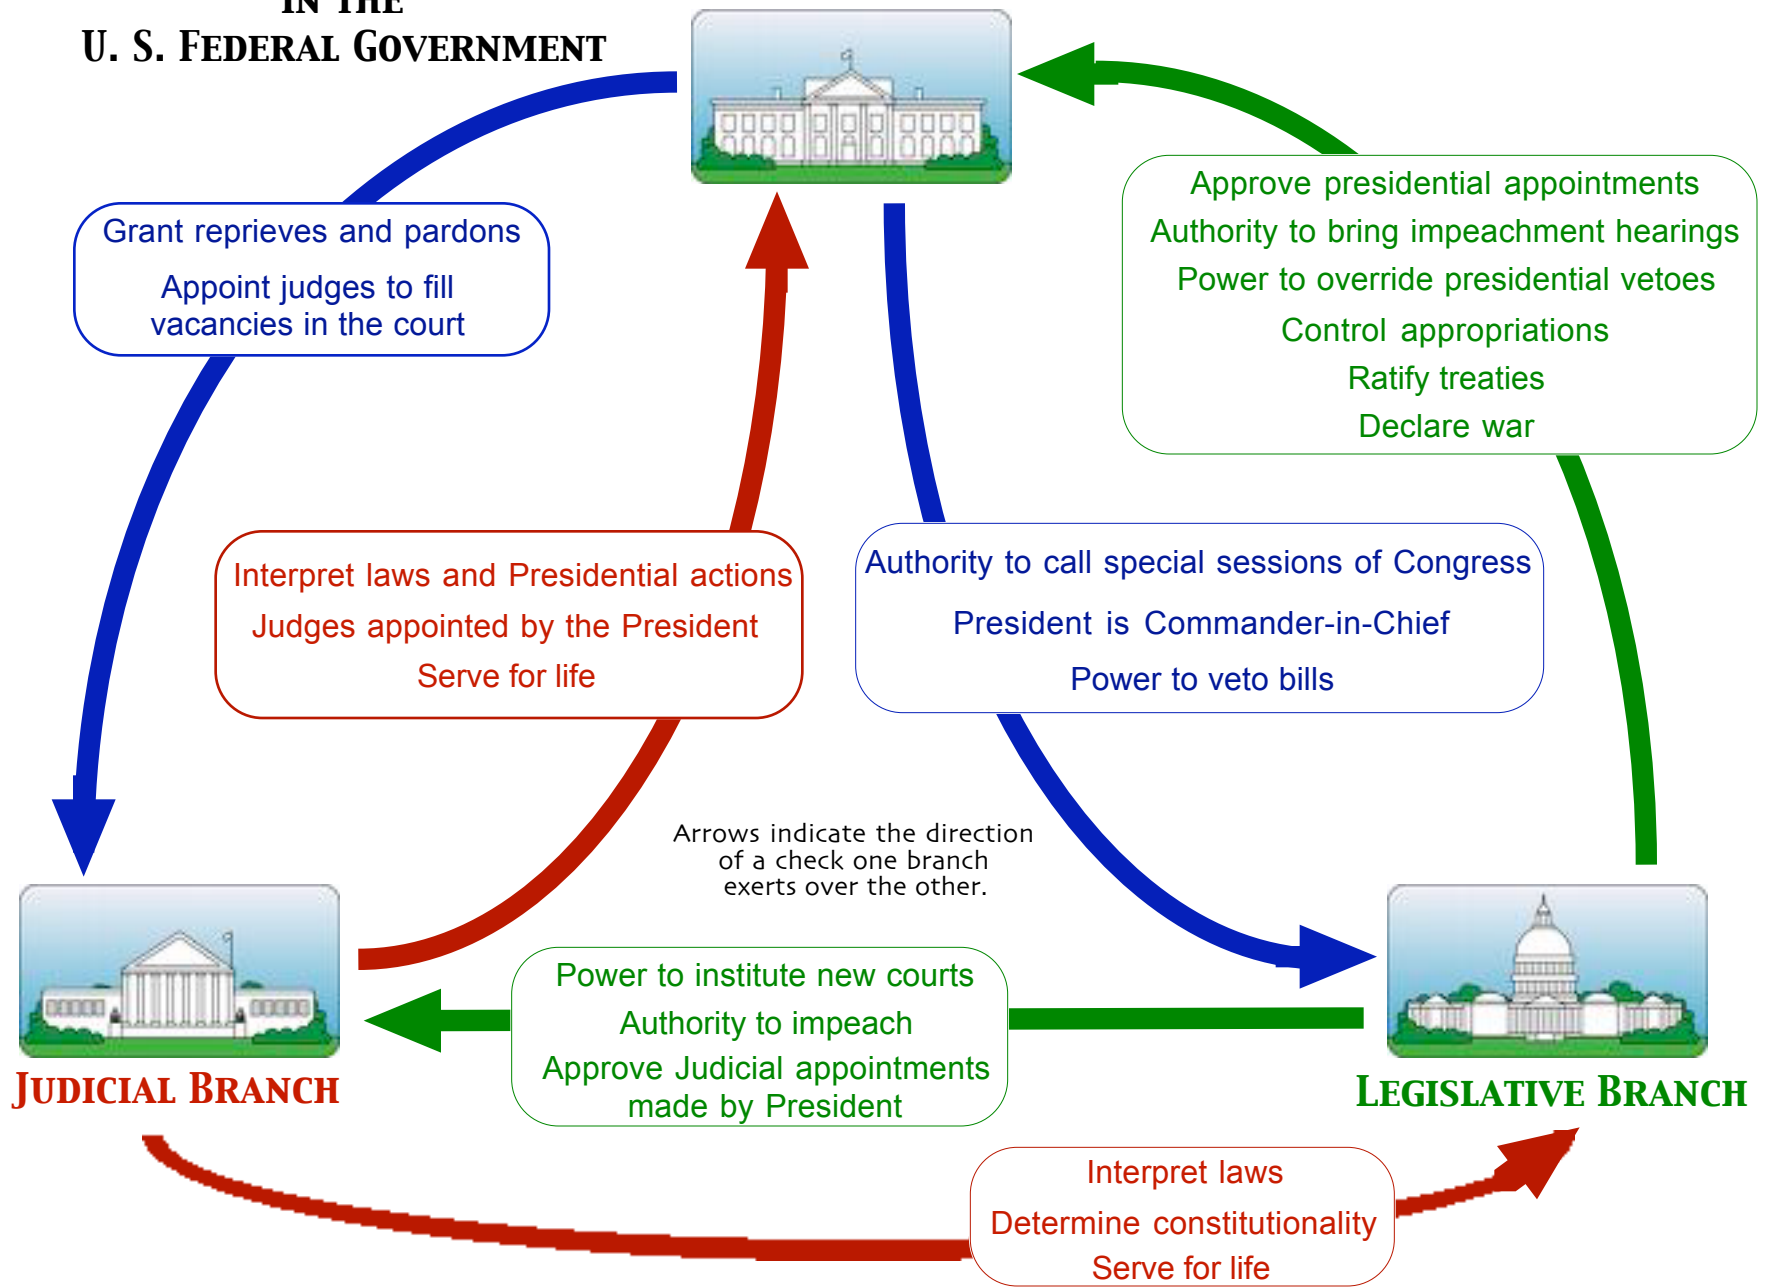 IN THE
U. S. FEDERAL GOVERNMENT
Grant reprieves and pardons
Appoint judges to fill
vacancies in the court
Approve presidential appointments
Authority to bring impeachment hearings
Power to override presidential vetoes
Control appropriations
Ratify treaties
Declare war
Interpret laws and Presidential actions
Judges appointed by the President
Serve for life
Authority to call special sessions of Congress
President is Commander-in-Chief
Power to veto bills
Arrows indicate the direction
of a check one branch
exerts over the other.
Power to institute new courts
Authority to impeach
Approve Judicial appointments
made by President
JUDICIAL BRANCH
LEGISLATIVE BRANCH
Interpret laws
Determine constitutionality
Serve for life